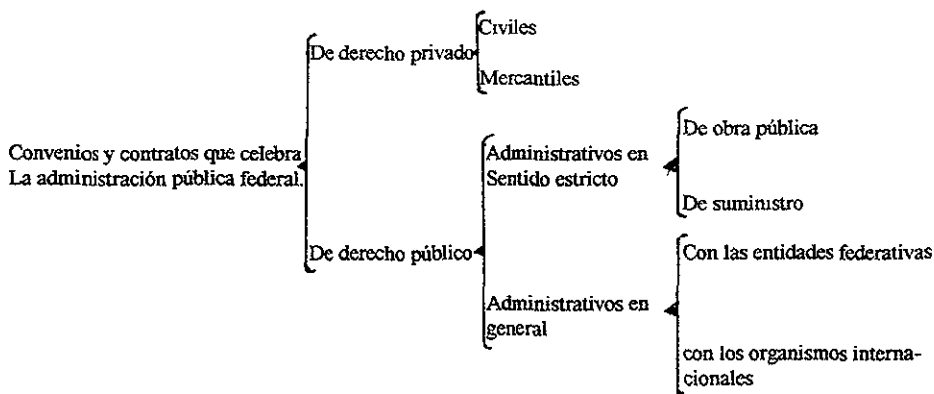 Convenios y contratos que celebra
La administración pública federal.
De derecho privado
Civiles
Mercantiles
De derecho público
Administrativos en
Sentido estricto
De obra pública
De suministro
Administrativos en
general
Con las entidades federativas
con los organismos interna-
cionales